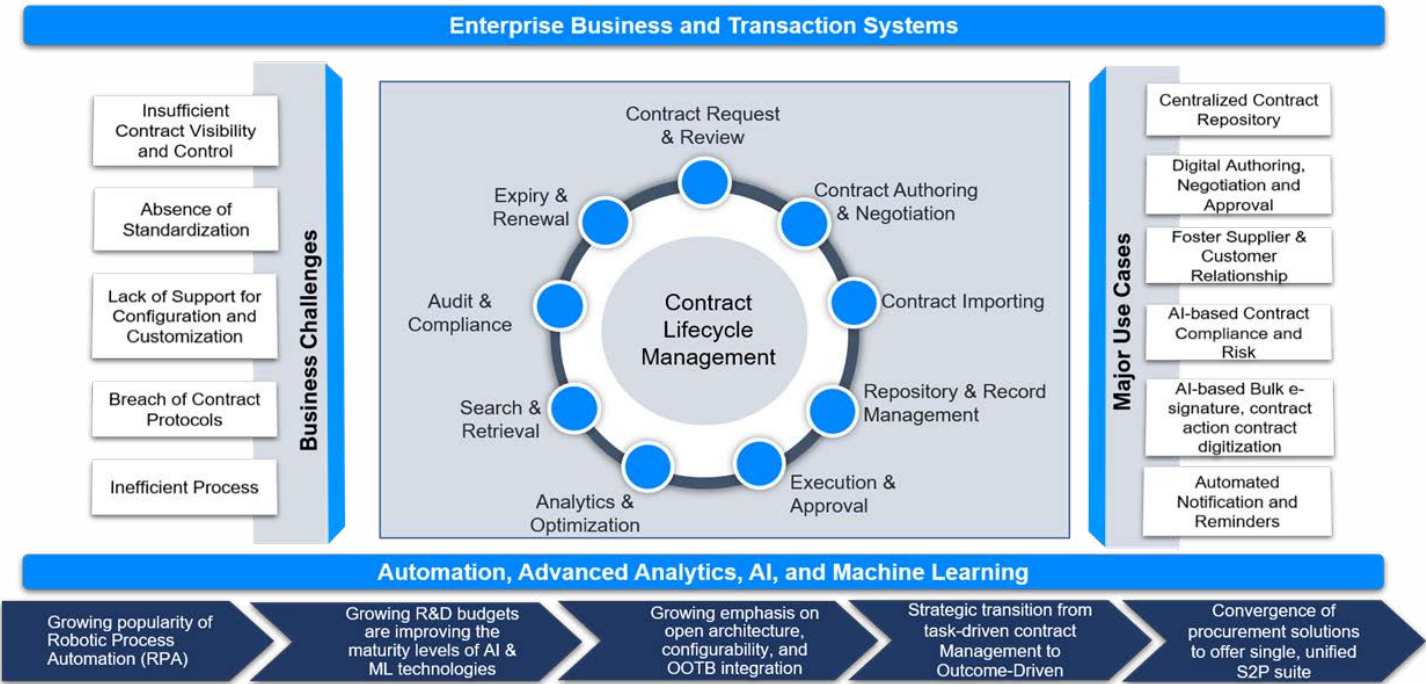 Enterprise Business and Transaction Systems
Insufficient
Contract Visibility
and Control
Absence of
Standardization
Lack of Support for
Configuration and
Customization
Breach of Contract
Protocols
Inefficient Process
Business Challenges
Contract Request
& Review
Contract Authoring
& Negotiation
Contract Importing
Repository & Record
Management
Execution &
Approval
Analytics &
Optimization
Search &
Retrieval
Audit &
Compliance
Expiry &
Renewal
Contract
Lifecycle
Management
Major Use Cases
Centralized Contract
Repository
Digital Authoring,
Negotiation and
Approval
Foster Supplier &
Customer
Relationship
AI-based Contract
Compliance and
Risk
AI-based Bulk e-
signature, contract
action contract
digitization
Automated
Notification and
Reminders
Automation, Advanced Analytics, AI, and Machine Learning
Growing popularity of
Robotic Process
Automation (RPA)
Growing R&D budgets
are improving the
maturity levels of AI &
ML technologies
Growing emphasis on
open architecture,
configurability, and
OOTB integration
Strategic transition from
task-driven contract
Management to
Outcome-Driven
Convergence of
procurement solutions
to offer single, unified
S2P suite